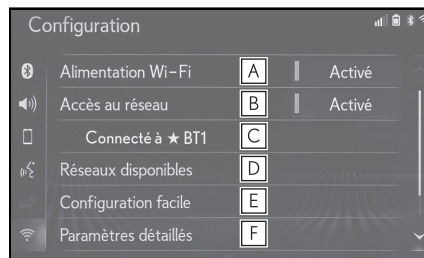 Configuration
Alimentation Wi-Fi A Activé
Accès au réseau B Activé
Connecté à ★ BT1 C
Réseaux disponibles D
Configuration facile E
Paramètres détaillés F